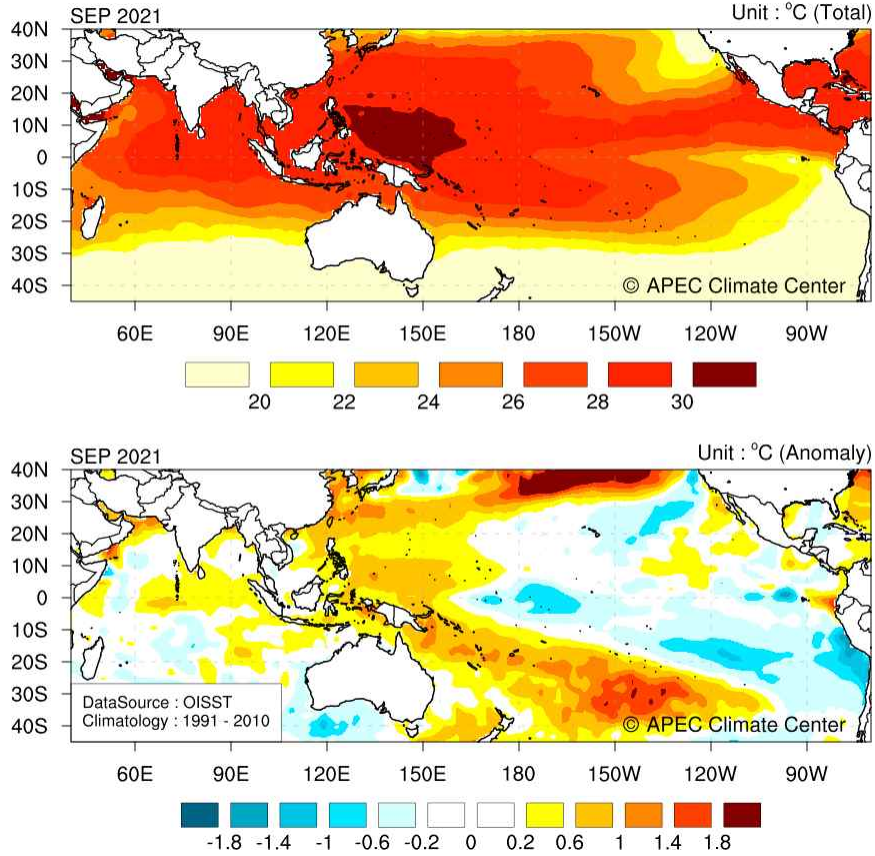 SEP 2021 Unit : °C (Total)
40N
30N
20N
10N
0
10S
20S
30S
40S
© APEC Climate Center
60E 90E 120E 150E 180 150W 120W 90W
20 22 24 26 28 30
SEP 2021 Unit : °C (Anomaly)
40N
30N
20N
10N
0
10S
20S
30S
40S
DataSource : OISST
Climatology : 1991 - 2010
© APEC Climate Center
60E 90E 120E 150E 180 150W 120W 90W
-1.8 -1.4 -1 -0.6 -0.2 0 0.2 0.6 1 1.4 1.8